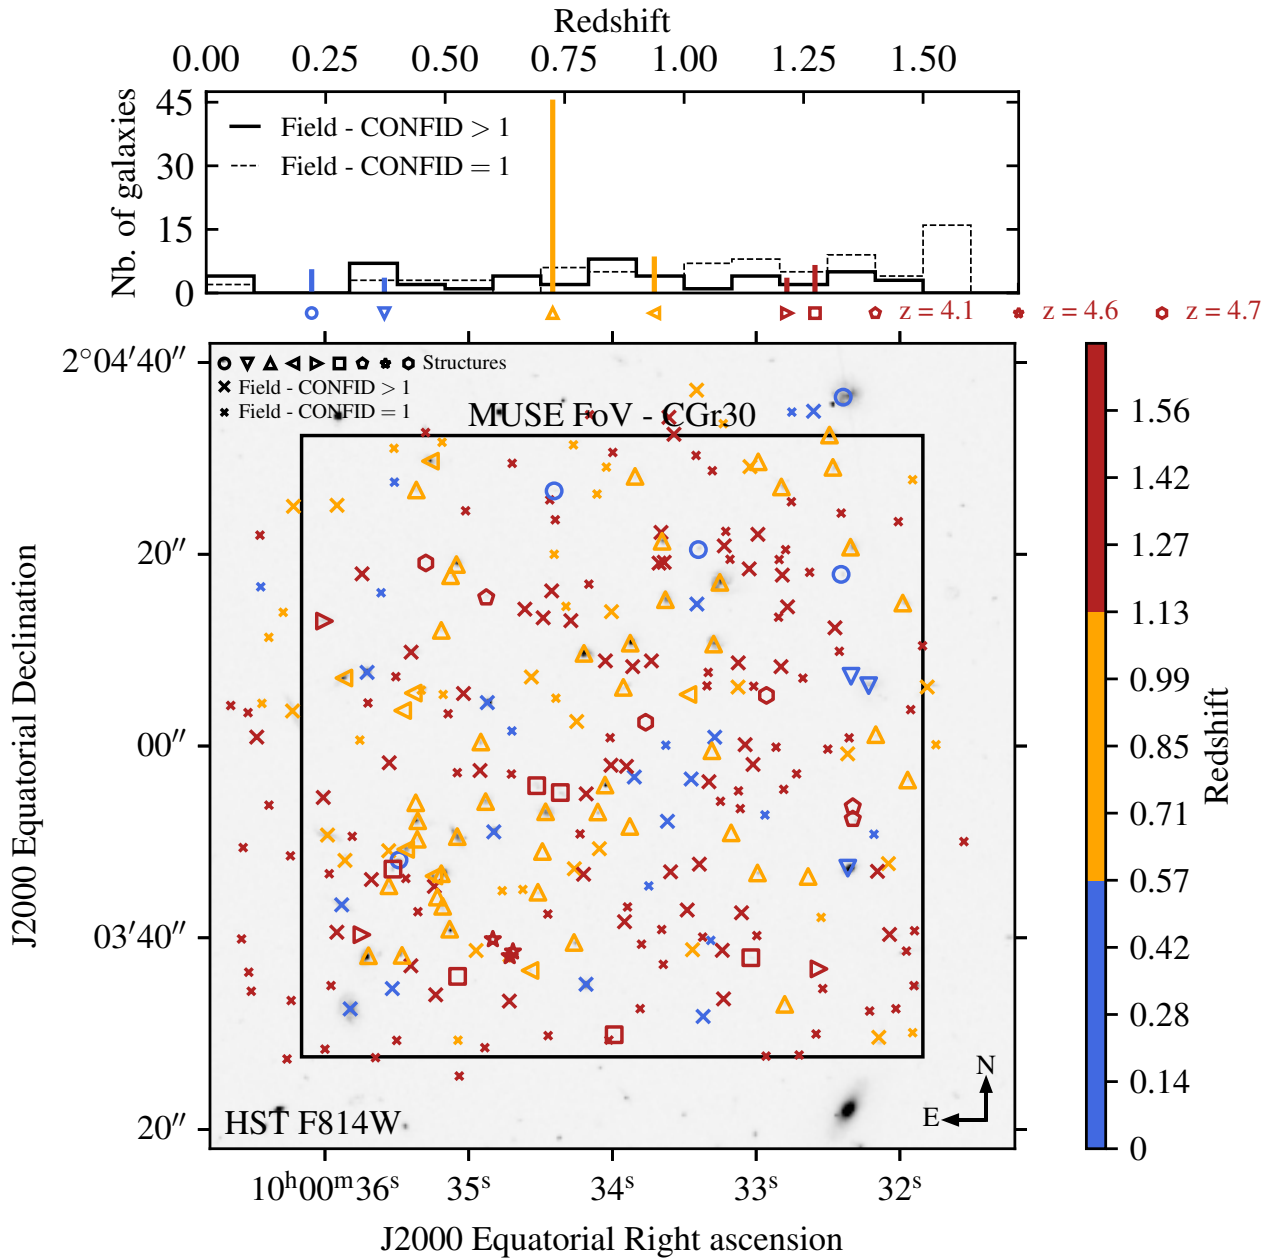 Redshift
0.00 0.25 0.50 0.75 1.00 1.25 1.50
Nb. of galaxies
45
30
15
0
Field - CONFID > 1
Field - CONFID = 1
z = 4.1 z = 4.6 z = 4.7
Structures
Field - CONFID > 1
Field - CONFID = 1
MUSE FoV - CGr30
HST F814W
N
E
J2000 Equatorial Declination
2°04′40″
20″
00″
03′40″
20″
10ʰ00ᵐ36ˢ 35ˢ 34ˢ 33ˢ 32ˢ
J2000 Equatorial Right ascension
1.56
1.42
1.27
1.13
0.99
0.85
0.71
0.57
0.42
0.28
0.14
0
Redshift